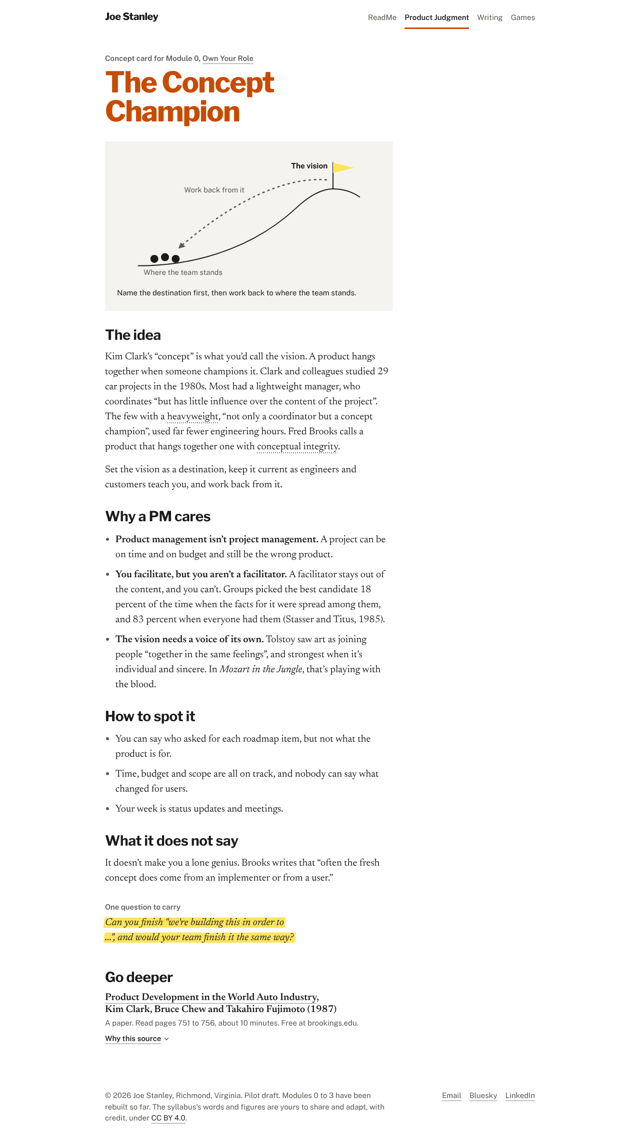 Joe Stanley
ReadMe Product Judgment Writing Games
Concept card for Module 0, Own Your Role
The Concept
Champion
The vision
Work back from it
Where the team stands
Name the destination first, then work back to where the team stands.
The idea
Kim Clark's “concept” is what you'd call the vision. A product hangs
together when someone champions it. Clark and colleagues studied 29
car projects in the 1980s. Most had a lightweight manager, who
coordinates “but has little influence over the content of the project”.
The few with a heavyweight, “not only a coordinator but a concept
champion”, used far fewer engineering hours. Fred Brooks calls a
product that hangs together one with conceptual integrity.
Set the vision as a destination, keep it current as engineers and
customers teach you, and work back from it.
Why a PM cares
• Product management isn't project management. A project can be
on time and on budget and still be the wrong product.
• You facilitate, but you aren't a facilitator. A facilitator stays out of
the content, and you can't. Groups picked the best candidate 18
percent of the time when the facts for it were spread among them,
and 83 percent when everyone had them (Stasser and Titus, 1985).
• The vision needs a voice of its own. Tolstoy saw art as joining
people “together in the same feelings”, and strongest when it's
individual and sincere. In Mozart in the Jungle, that's playing with
the blood.
How to spot it
• You can say who asked for each roadmap item, but not what the
product is for.
• Time, budget and scope are all on track, and nobody can say what
changed for users.
• Your week is status updates and meetings.
What it does not say
It doesn't make you a lone genius. Brooks writes that “often the fresh
concept does come from an implementer or from a user.”
One question to carry
Can you finish "we're building this in order to
...", and would your team finish it the same way?
Go deeper
Product Development in the World Auto Industry,
Kim Clark, Bruce Chew and Takahiro Fujimoto (1987)
A paper. Read pages 751 to 756, about 10 minutes. Free at brookings.edu.
Why this source
© 2026 Joe Stanley, Richmond, Virginia. Pilot draft. Modules 0 to 3 have been
rebuilt so far. The syllabus's words and figures are yours to share and adapt, with
credit, under CC BY 4.0.
Email Bluesky LinkedIn